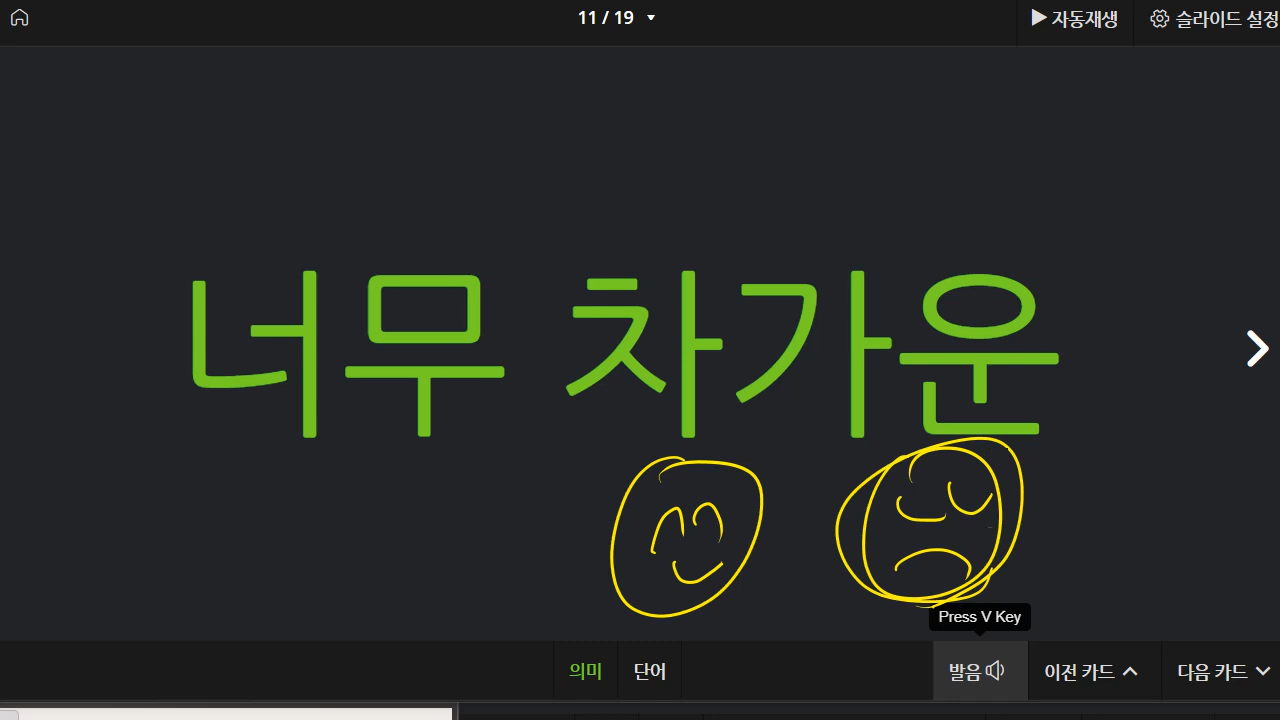 11 / 19
자동재생
슬라이드 설정
너무 차가운
Press V Key
의미
단어
발음
이전 카드
다음 카드